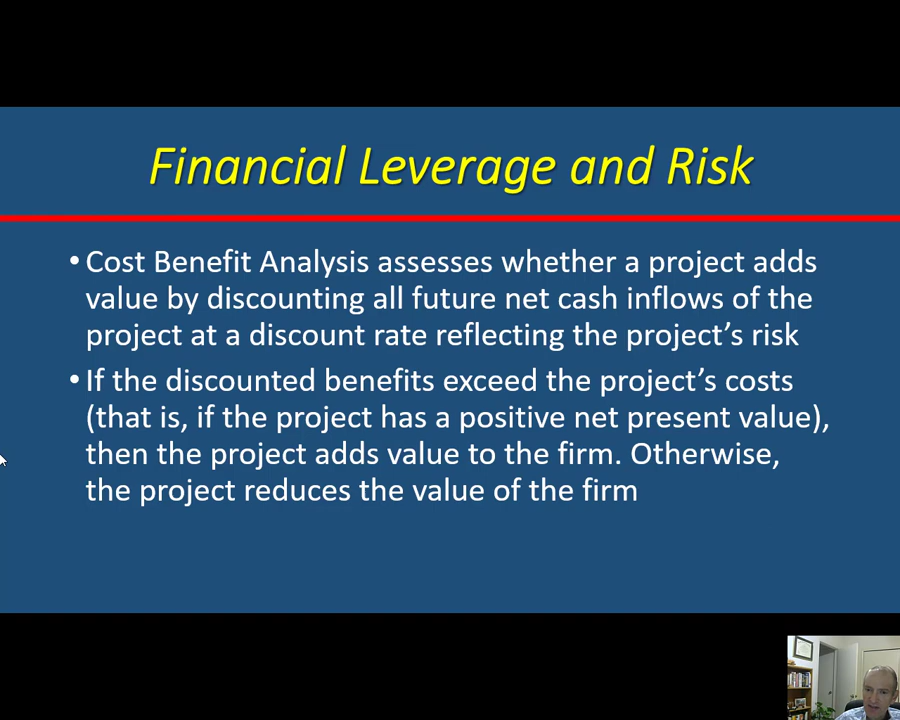 Financial Leverage and Risk
• Cost Benefit Analysis assesses whether a project adds
value by discounting all future net cash inflows of the
project at a discount rate reflecting the project's risk
• If the discounted benefits exceed the project's costs
(that is, if the project has a positive net present value),
then the project adds value to the firm. Otherwise,
the project reduces the value of the firm